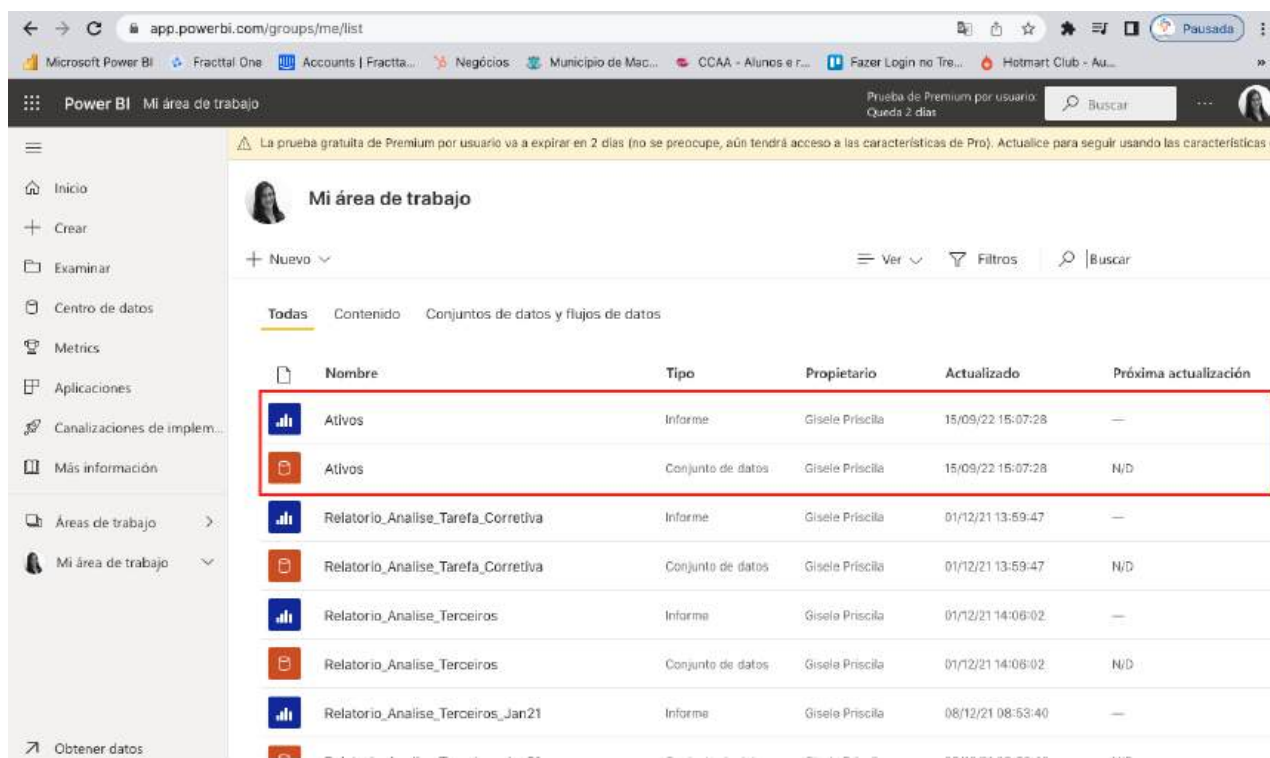 app.powerbi.com/groups/me/list Pausada
Microsoft Power BI Fracttal One Accounts | Fractta... Negócios Município de Mac... CCAA - Alunos e r... Fazer Login no Tre... Hotmart Club - Au... »
Power BI Mi área de trabajo Prueba de Premium por usuario: Buscar ...
Queda 2 días
La prueba gratuita de Premium por usuario va a expirar en 2 días (no se preocupe, aún tendrá acceso a las características de Pro). Actualice para seguir usando las características
Inicio
Mi área de trabajo
Crear
Nuevo Ver Filtros Buscar
Examinar
Centro de datos
Todas Contenido Conjuntos de datos y flujos de datos
Metrics
Nombre Tipo Propietario Actualizado Próxima actualización
Aplicaciones
Ativos Informe Gisele Priscila 15/09/22 15:07:28 —
Canalizaciones de implem...
Más información
Ativos Conjunto de datos Gisele Priscila 15/09/22 15:07:28 N/D
Áreas de trabajo
Relatorio_Analise_Tarefa_Corretiva Informe Gisele Priscila 01/12/21 13:59:47 —
Mi área de trabajo
Relatorio_Analise_Tarefa_Corretiva Conjunto de datos Gisele Priscila 01/12/21 13:59:47 N/D
Relatorio_Analise_Terceiros Informe Gisele Priscila 01/12/21 14:06:02 —
Relatorio_Analise_Terceiros Conjunto de datos Gisele Priscila 01/12/21 14:06:02 N/D
Relatorio_Analise_Terceiros_Jan21 Informe Gisele Priscila 08/12/21 08:53:40 —
Obtener datos